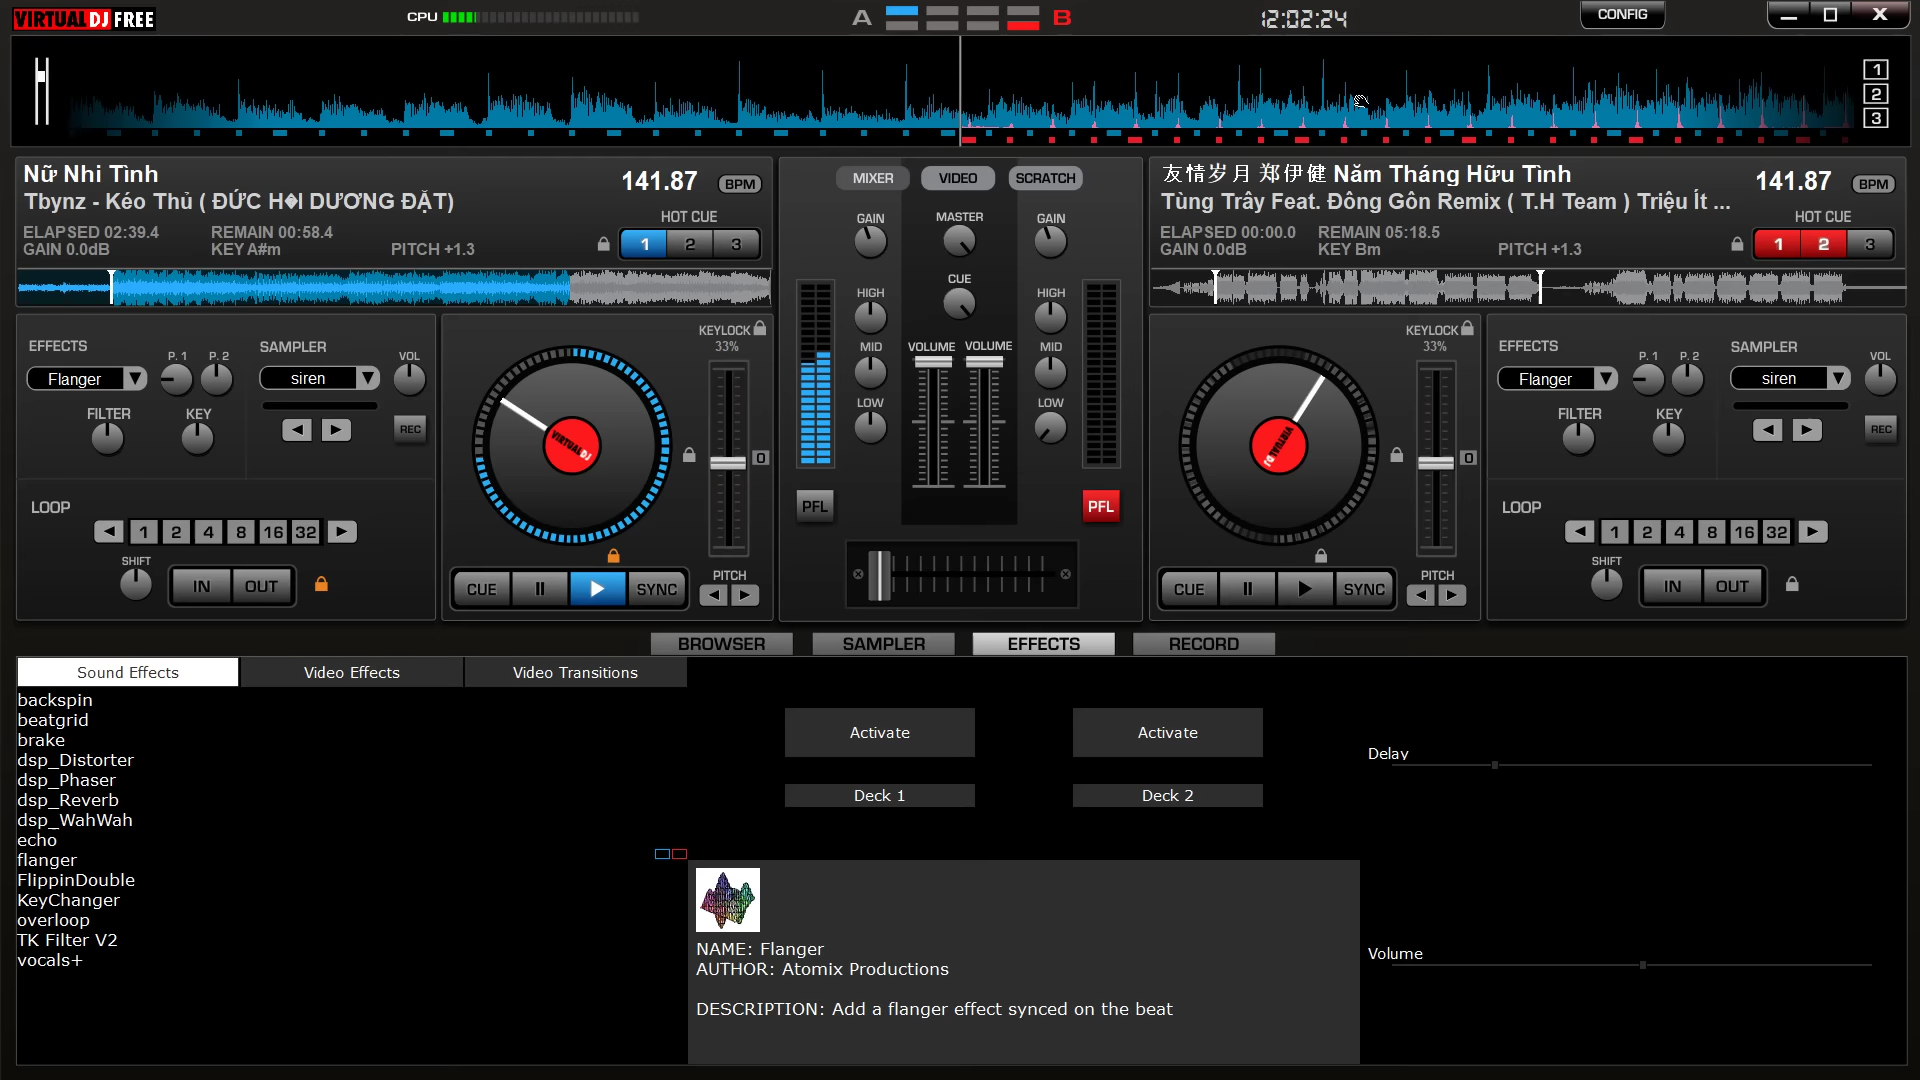 VIRTUAL DJ FREE
CPU
A
B
12:02:24
CONFIG
1
2
3
Nữ Nhi Tình
141.87 BPM
Tbynz - Kéo Thủ ( ĐỨC H�I DƯƠNG ĐẶT)
HOT CUE
ELAPSED 02:39.4 REMAIN 00:58.4
GAIN 0.0dB KEY A#m PITCH +1.3
1 2 3
MIXER VIDEO SCRATCH
GAIN MASTER GAIN
CUE
HIGH HIGH
MID MID
VOLUME VOLUME
LOW LOW
PFL PFL
友情岁月 郑伊健 Năm Tháng Hữu Tình
141.87 BPM
Tùng Trây Feat. Đông Gôn Remix ( T.H Team ) Triệu Ít ...
HOT CUE
ELAPSED 00:00.0 REMAIN 05:18.5
GAIN 0.0dB KEY Bm PITCH +1.3
1 2 3
EFFECTS P. 1 P. 2 SAMPLER VOL
Flanger siren
FILTER KEY REC
LOOP
1 2 4 8 16 32
SHIFT
IN OUT
KEYLOCK
33%
VIRTUAL DJ
0
CUE SYNC
PITCH
KEYLOCK
33%
VIRTUAL DJ
0
CUE SYNC
PITCH
EFFECTS P. 1 P. 2 SAMPLER VOL
Flanger siren
FILTER KEY REC
LOOP
1 2 4 8 16 32
SHIFT
IN OUT
BROWSER SAMPLER EFFECTS RECORD
Sound Effects Video Effects Video Transitions
backspin
beatgrid
brake
dsp_Distorter
dsp_Phaser
dsp_Reverb
dsp_WahWah
echo
flanger
FlippinDouble
KeyChanger
overloop
TK Filter V2
vocals+
Activate Activate
Deck 1 Deck 2
Delay
Volume
NAME: Flanger
AUTHOR: Atomix Productions
DESCRIPTION: Add a flanger effect synced on the beat